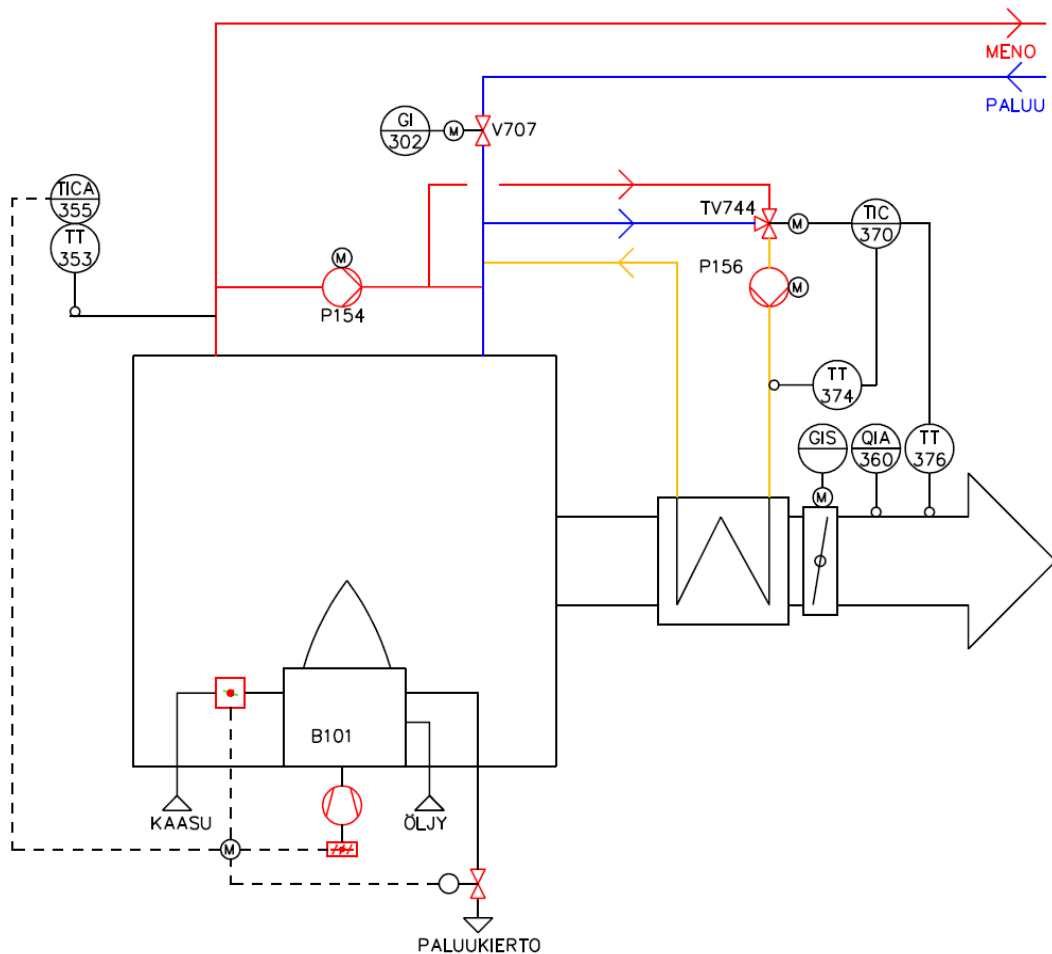 MENO
PALUU
GI
302
M
V707
TICA
355
TT
353
TV744
M
TIC
370
M
P154
P156
M
TT
374
GIS
QIA
360
TT
376
M
B101
KAASU
ÖLJY
M
PALUUKIERTO